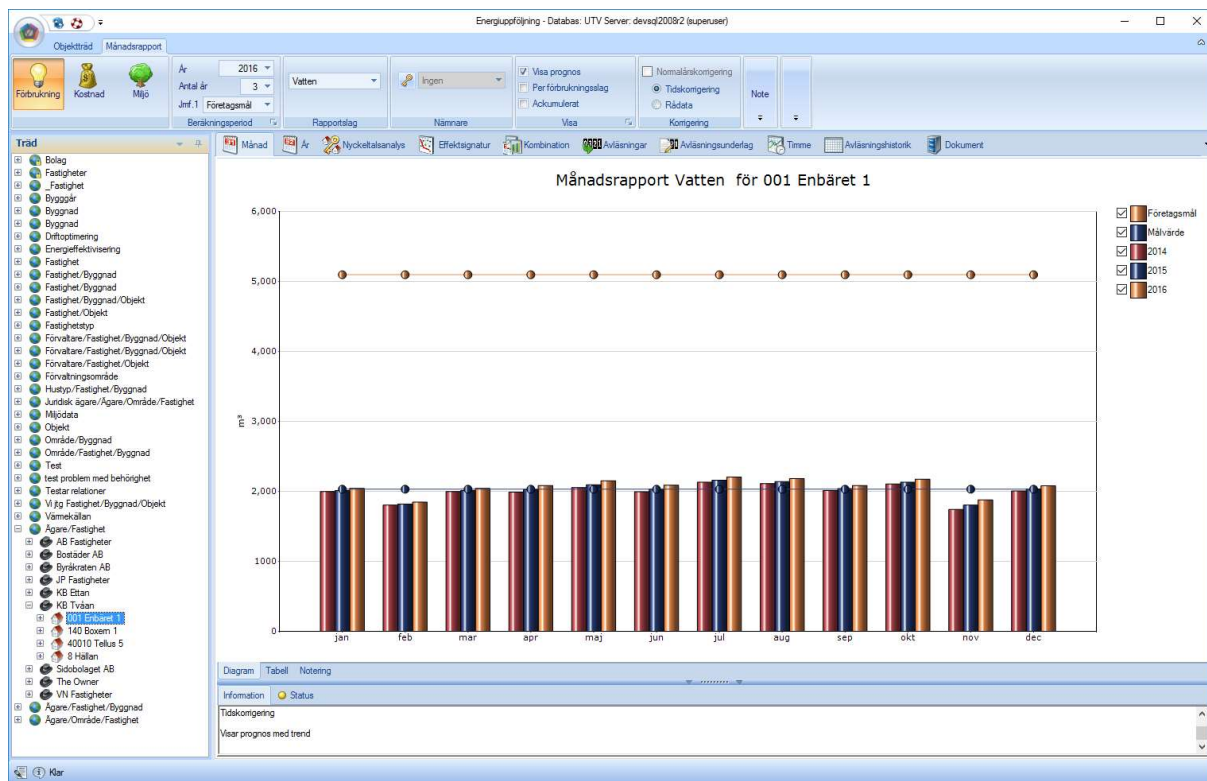 Energiuppföljning - Databas: UTV Server: devsql2008r2 (superuser)
Objektträd Månadsrapport
Förbrukning Kostnad Miljö
År 2016
Antal år 3
Jmf.1 Företagsmål
Beräkningsperiod
Vatten
Rapportslag
Ingen
Nämnare
Visa prognos
Per förbrukningsslag
Ackumulerat
Visa
Normalårskorrigering
Tidskorrigering
Rådata
Korrigering
Note
Träd
Bolag
Fastigheter
_Fastighet
Bygggår
Byggnad
Byggnad
Driftoptimering
Energieffektivisering
Fastighet
Fastighet/Byggnad
Fastighet/Byggnad
Fastighet/Byggnad/Objekt
Fastighet/Objekt
Fastighetstyp
Förvaltare/Fastighet/Byggnad/Objekt
Förvaltare/Fastighet/Byggnad/Objekt
Förvaltare/Fastighet/Objekt
Förvaltningsområde
Hustyp/Fastighet/Byggnad
Juridisk ägare/Ägare/Område/Fastighet
Miljödata
Objekt
Område/Byggnad
Område/Fastighet/Byggnad
Test
test problem med behörighet
Testar relationer
Vi jtg Fastighet/Byggnad/Objekt
Värmekällan
Ägare/Fastighet
AB Fastigheter
Bostäder AB
Byråkraten AB
JP Fastigheter
KB Ettan
KB Tvåan
001 Enbäret 1
140 Boxern 1
40010 Tellus 5
8 Hällan
Sidobolaget AB
The Owner
VN Fastigheter
Ägare/Fastighet/Byggnad
Ägare/Område/Fastighet
Månad År Nyckeltalsanalys Effektsignatur Kombination Avläsningar Avläsningsunderlag Timme Avläsningshistorik Dokument
Månadsrapport Vatten för 001 Enbäret 1
6,000
5,000
4,000
3,000
2,000
1000
0
m³
jan feb mar apr maj jun jul aug sep okt nov dec
Företagsmål
Målvärde
2014
2015
2016
Diagram Tabell Notering
Information Status
Tidskorrigering
Visar prognos med trend
Klar